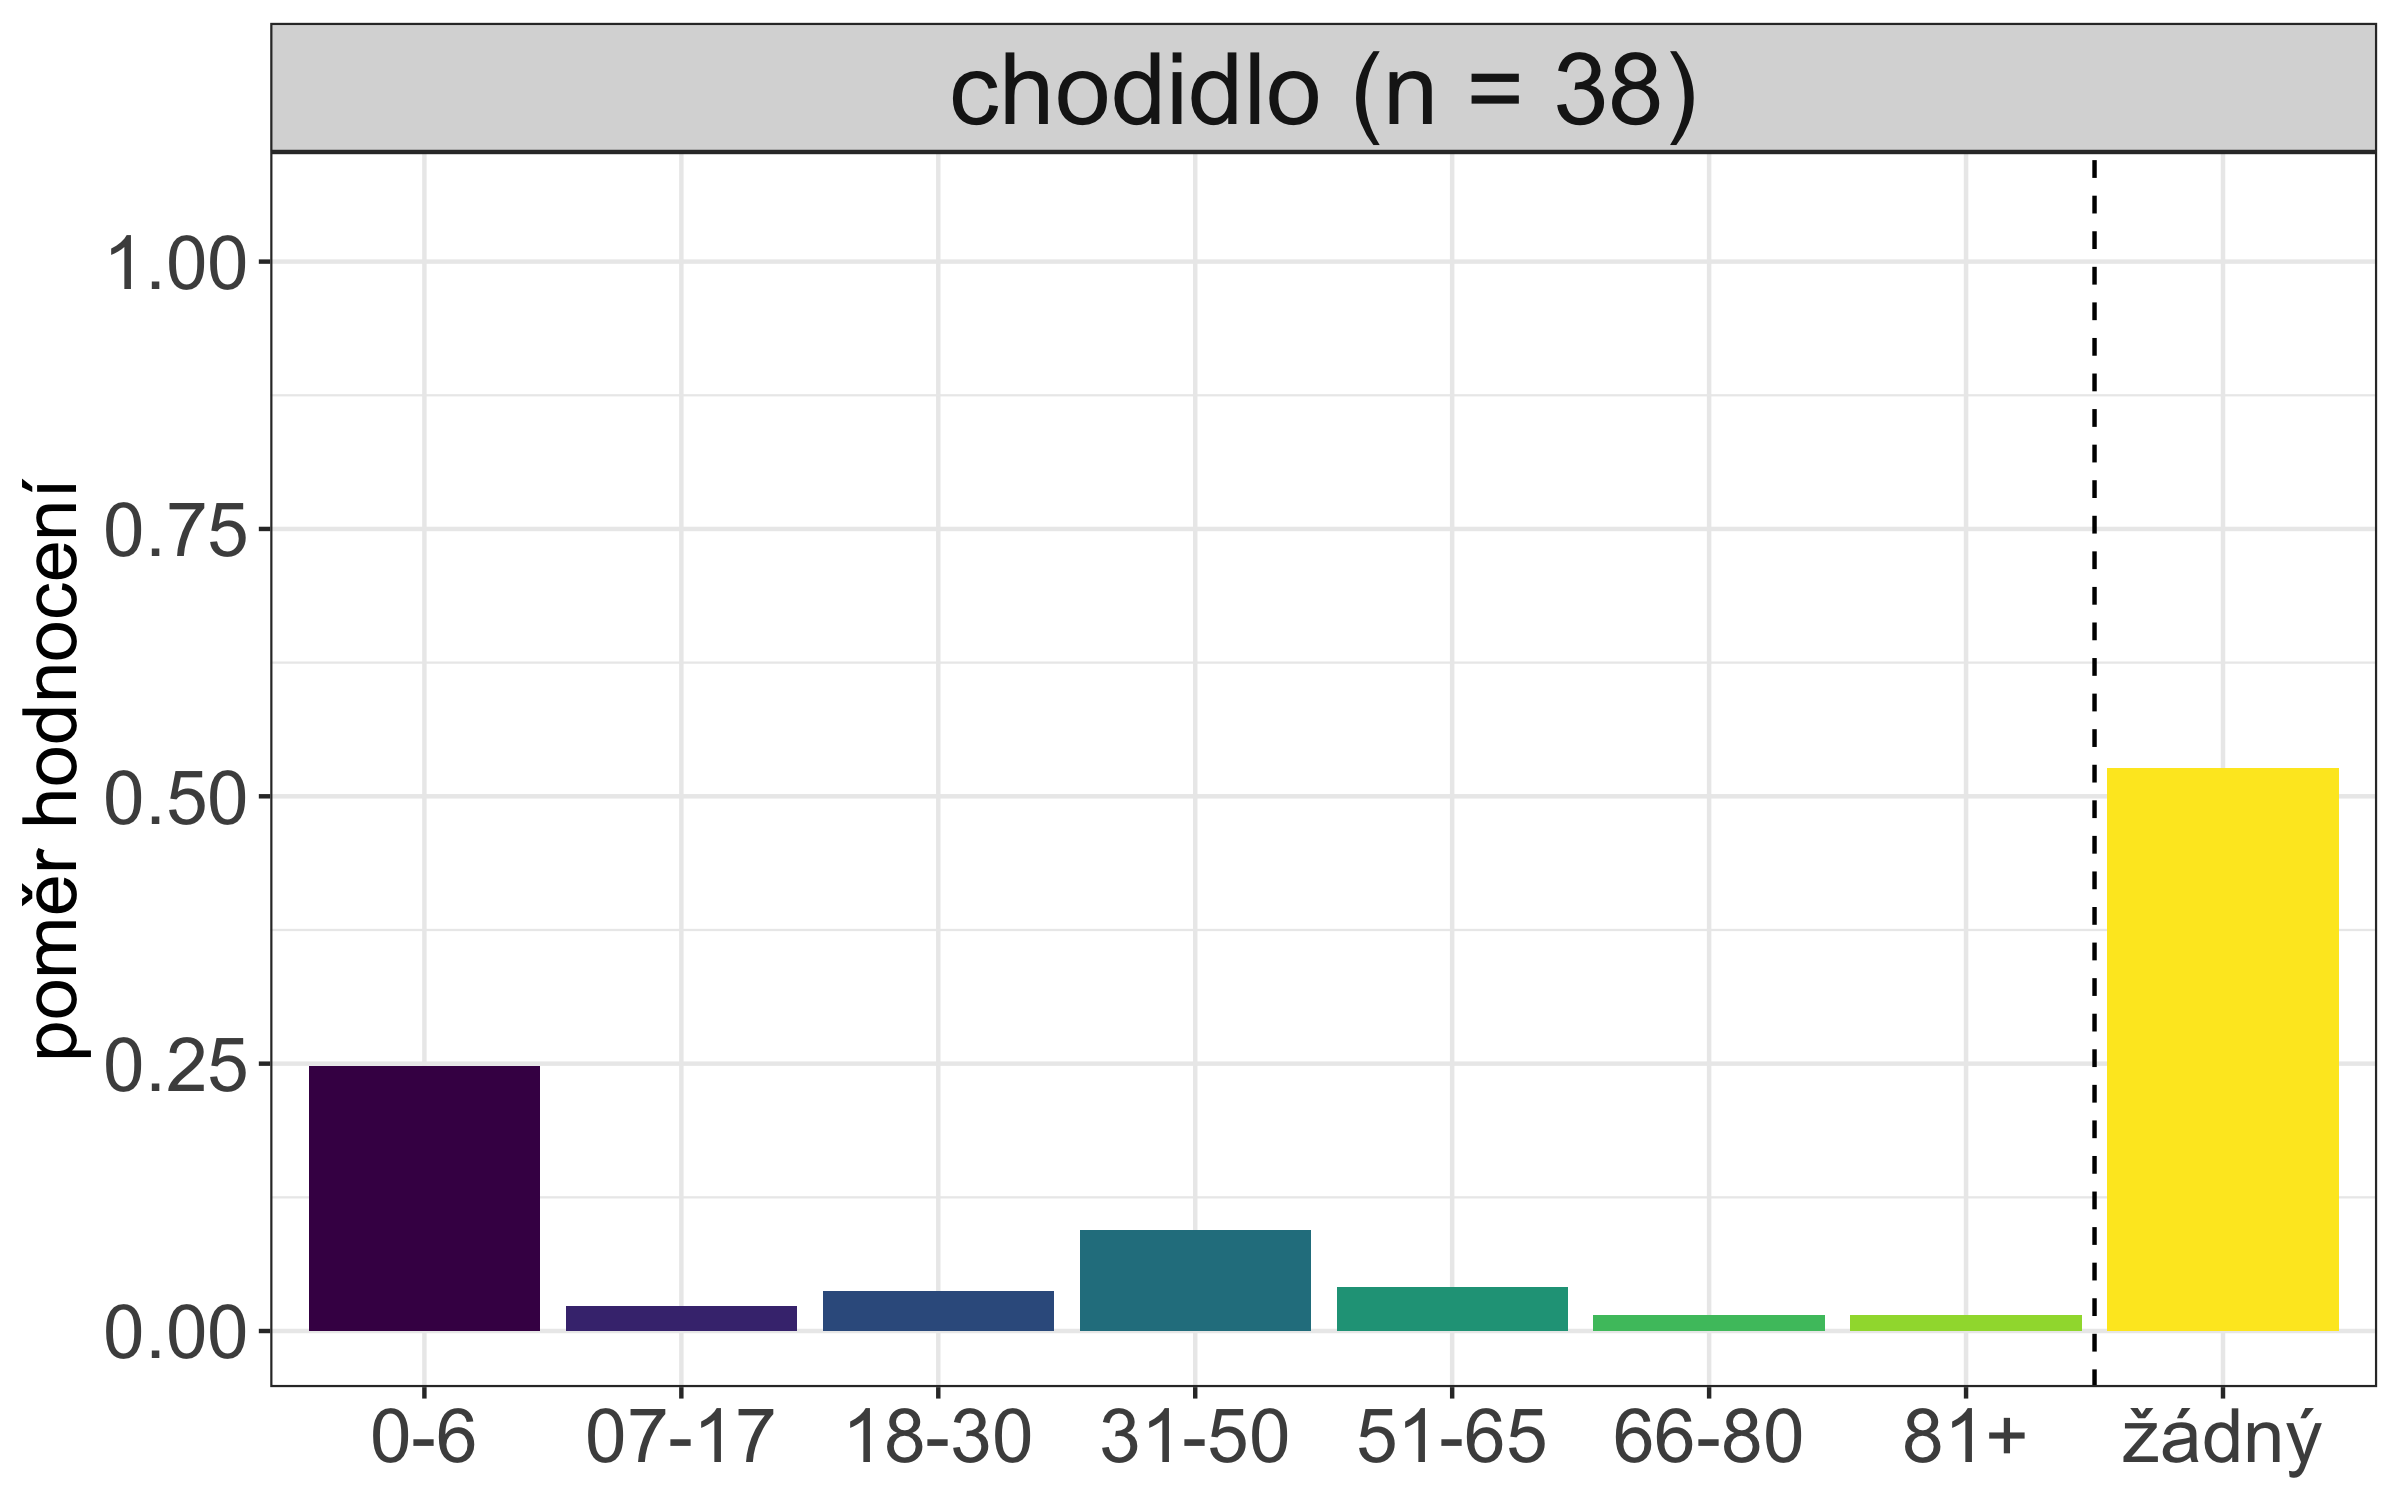 chodidlo (n = 38)
poměr hodnocení
1.00
0.75
0.50
0.25
0.00
0-6 07-17 18-30 31-50 51-65 66-80 81+ žádný